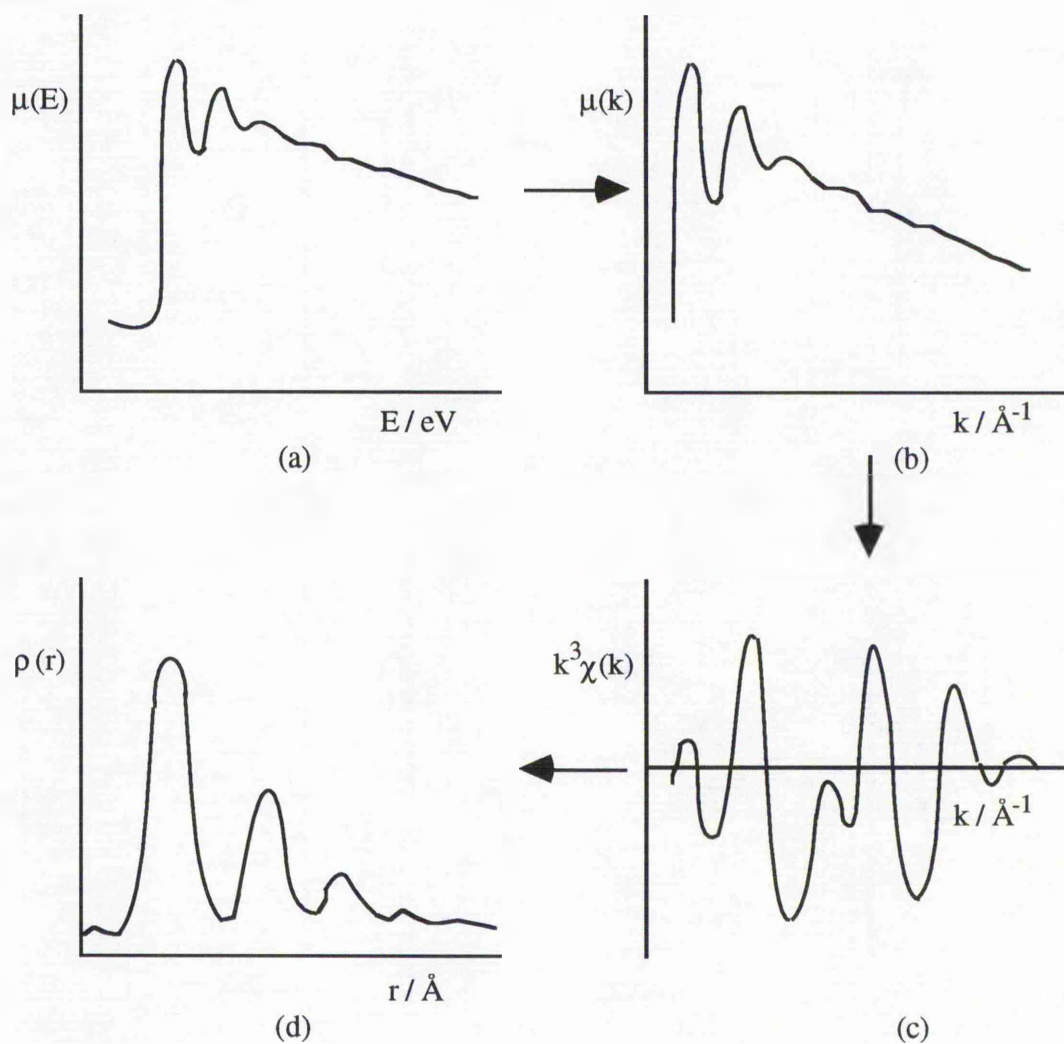 μ(E)
E / eV
(a)
μ(k)
k / Å⁻¹
(b)
ρ(r)
r / Å
(d)
k³χ(k)
k / Å⁻¹
(c)